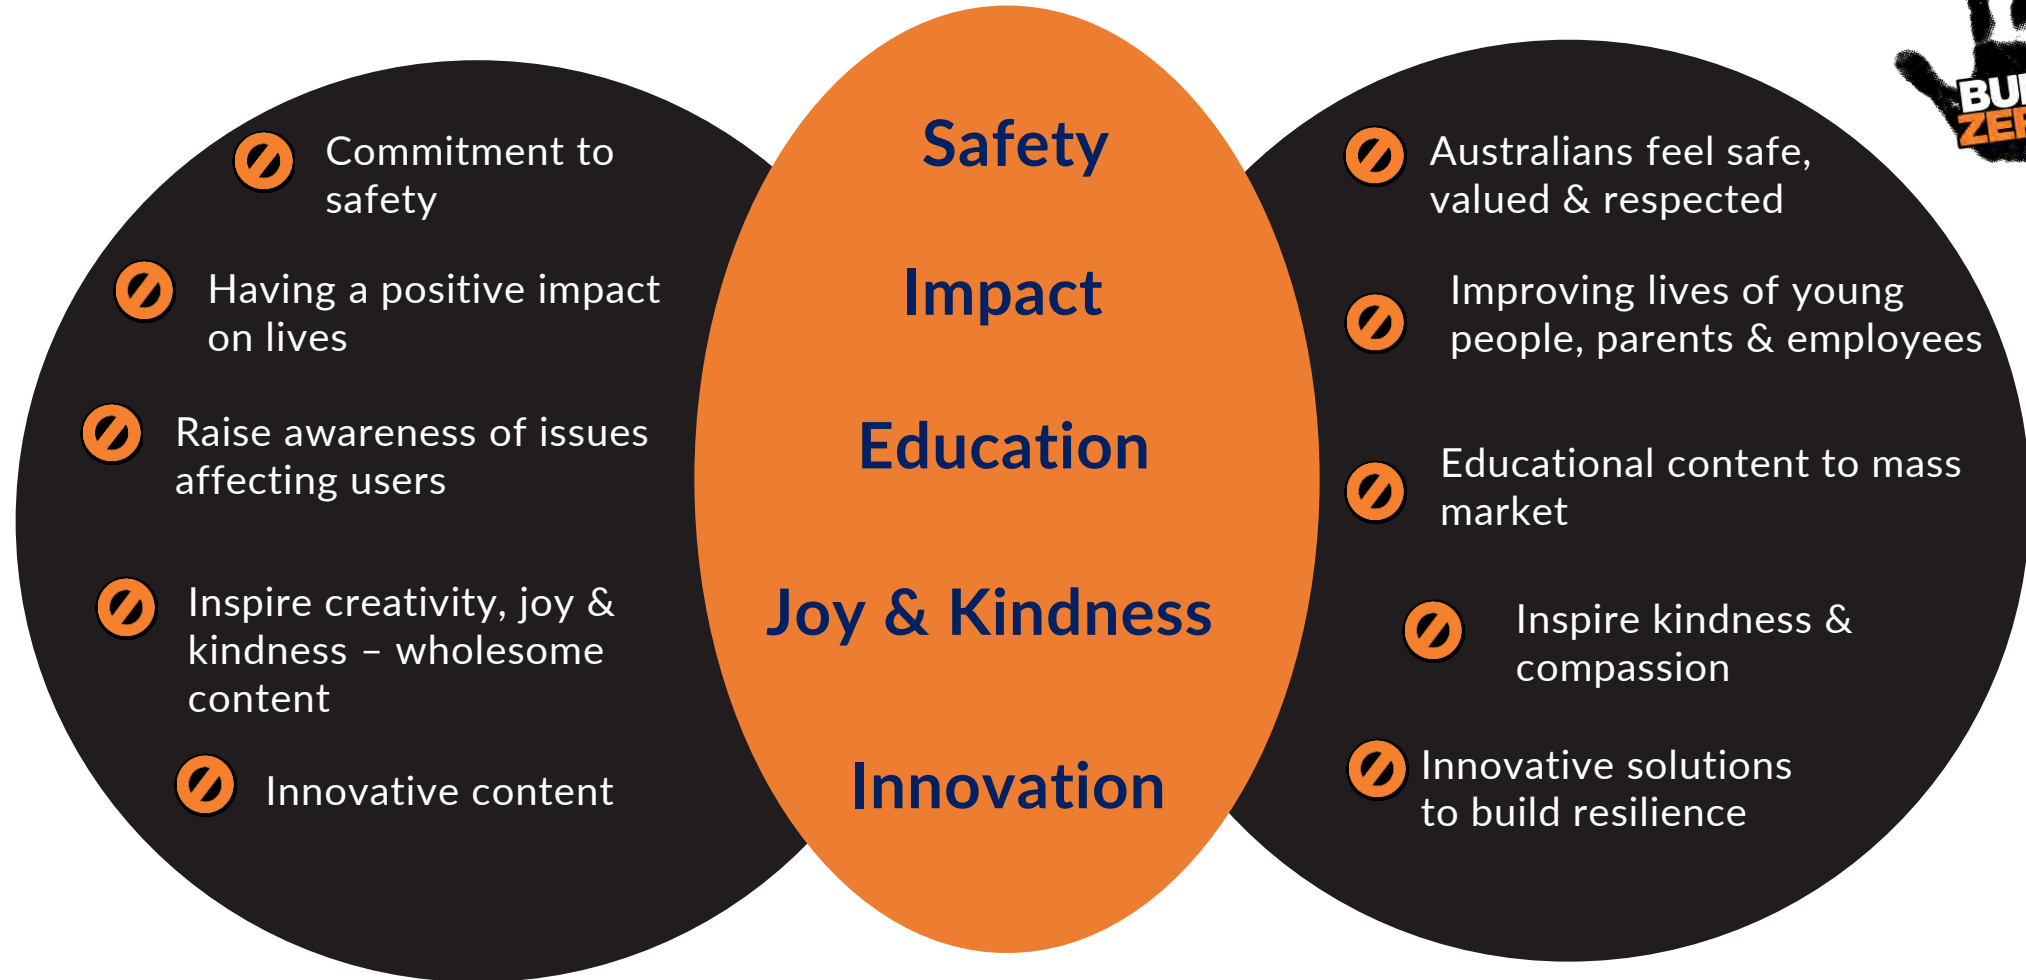 Commitment to
safety
Having a positive impact
on lives
Raise awareness of issues
affecting users
Inspire creativity, joy &
kindness – wholesome
content
Innovative content
Safety
Impact
Education
Joy & Kindness
Innovation
Australians feel safe,
valued & respected
Improving lives of young
people, parents & employees
Educational content to mass
market
Inspire kindness &
compassion
Innovative solutions
to build resilience